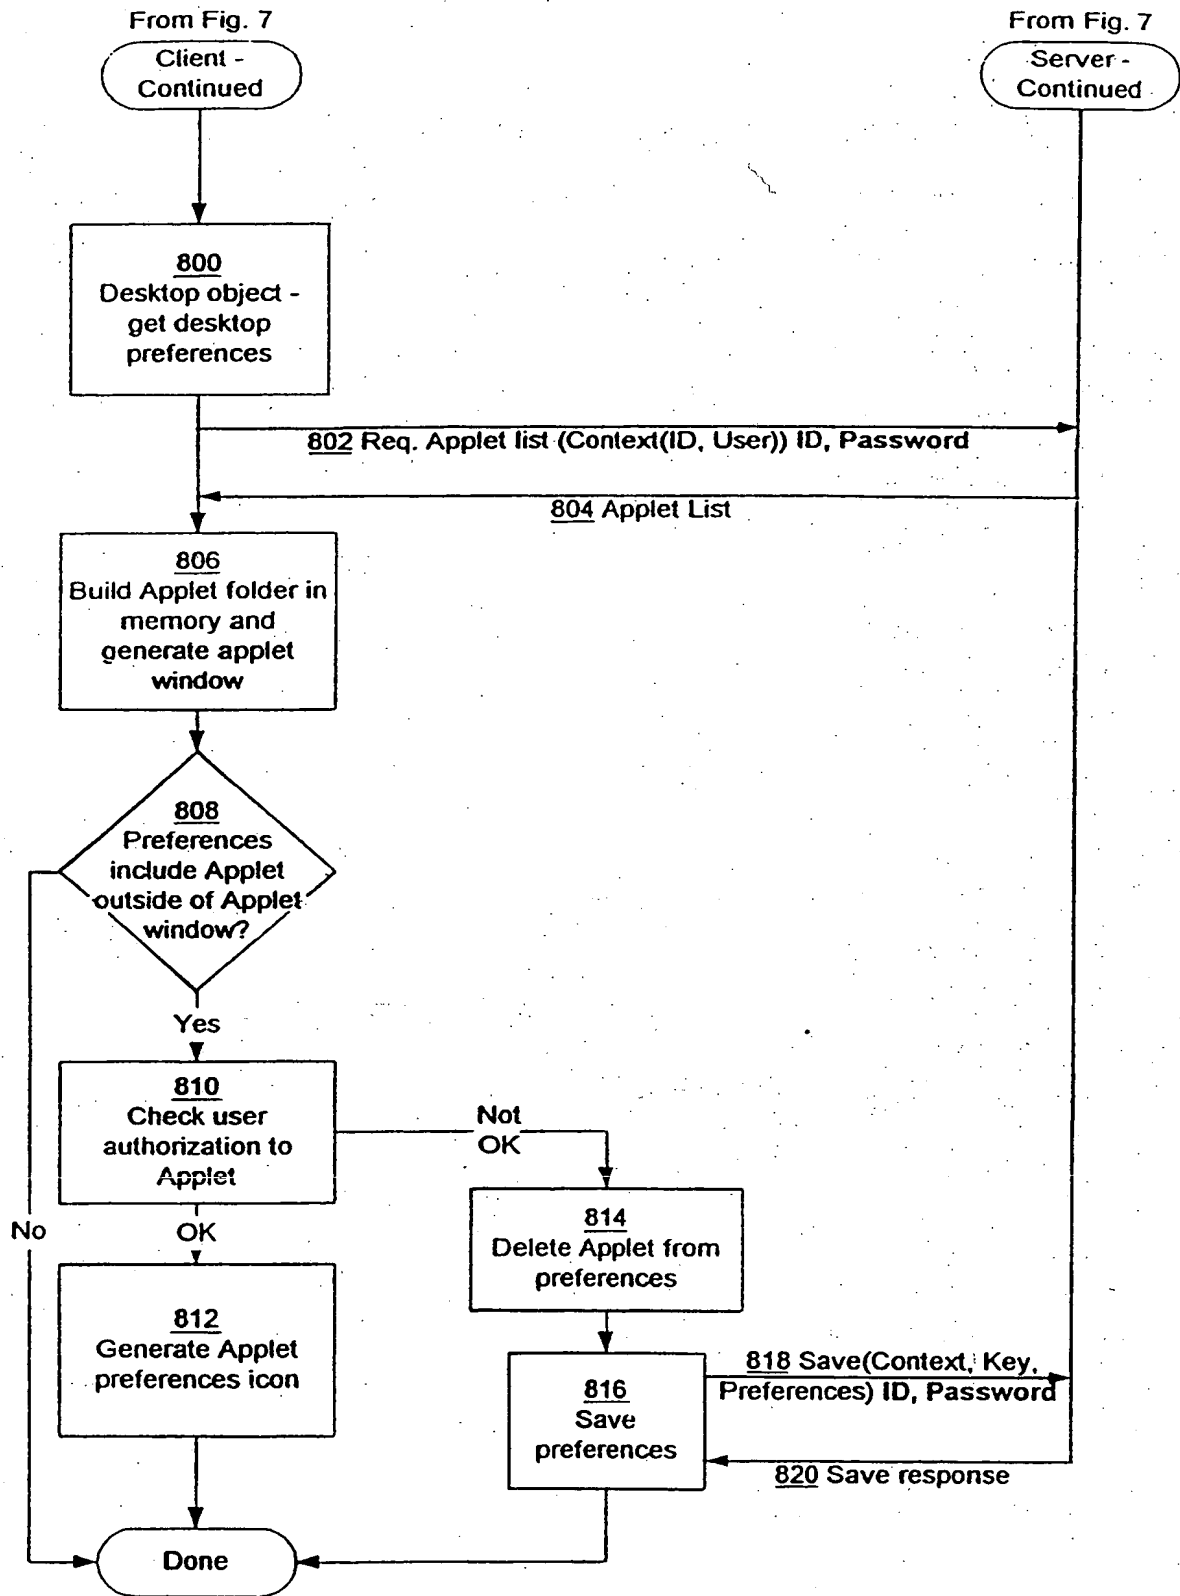 From Fig. 7
Client -
Continued
From Fig. 7
Server -
Continued
800
Desktop object -
get desktop
preferences
802 Req. Applet list (Context(ID, User)) ID, Password
804 Applet List
806
Build Applet folder in
memory and
generate applet
window
808
Preferences
include Applet
outside of Applet
window?
Yes
810
Check user
authorization to
Applet
Not
OK
No
OK
814
Delete Applet from
preferences
812
Generate Applet
preferences icon
816
Save
preferences
818 Save(Context, Key,
Preferences) ID, Password
820 Save response
Done